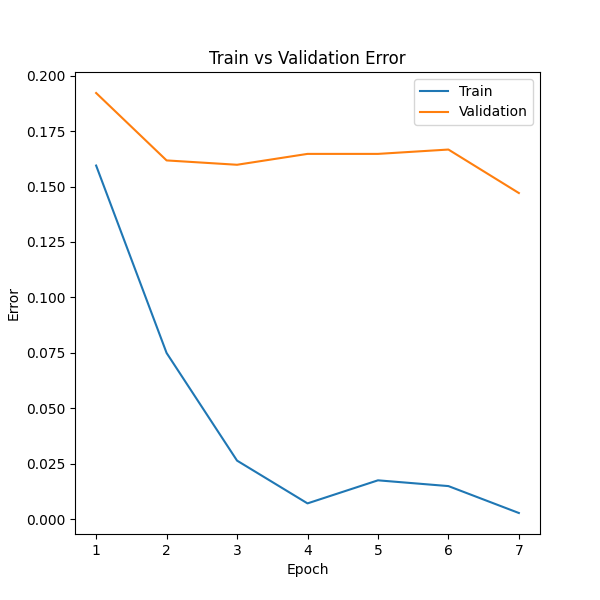 Train vs Validation Error
Train
Validation
0.200
0.175
0.150
0.125
0.100
0.075
0.050
0.025
0.000
Error
1 2 3 4 5 6 7
Epoch